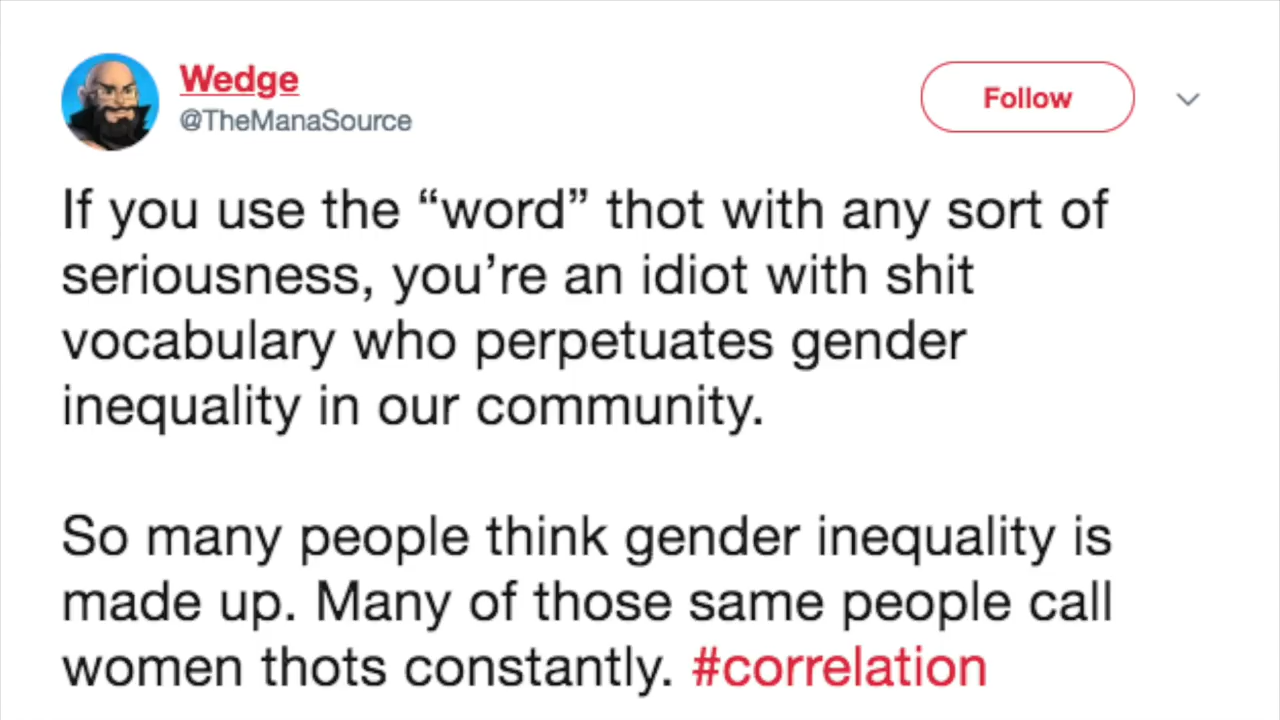 Wedge
@TheManaSource
Follow
If you use the “word” thot with any sort of
seriousness, you’re an idiot with shit
vocabulary who perpetuates gender
inequality in our community.
So many people think gender inequality is
made up. Many of those same people call
women thots constantly. #correlation